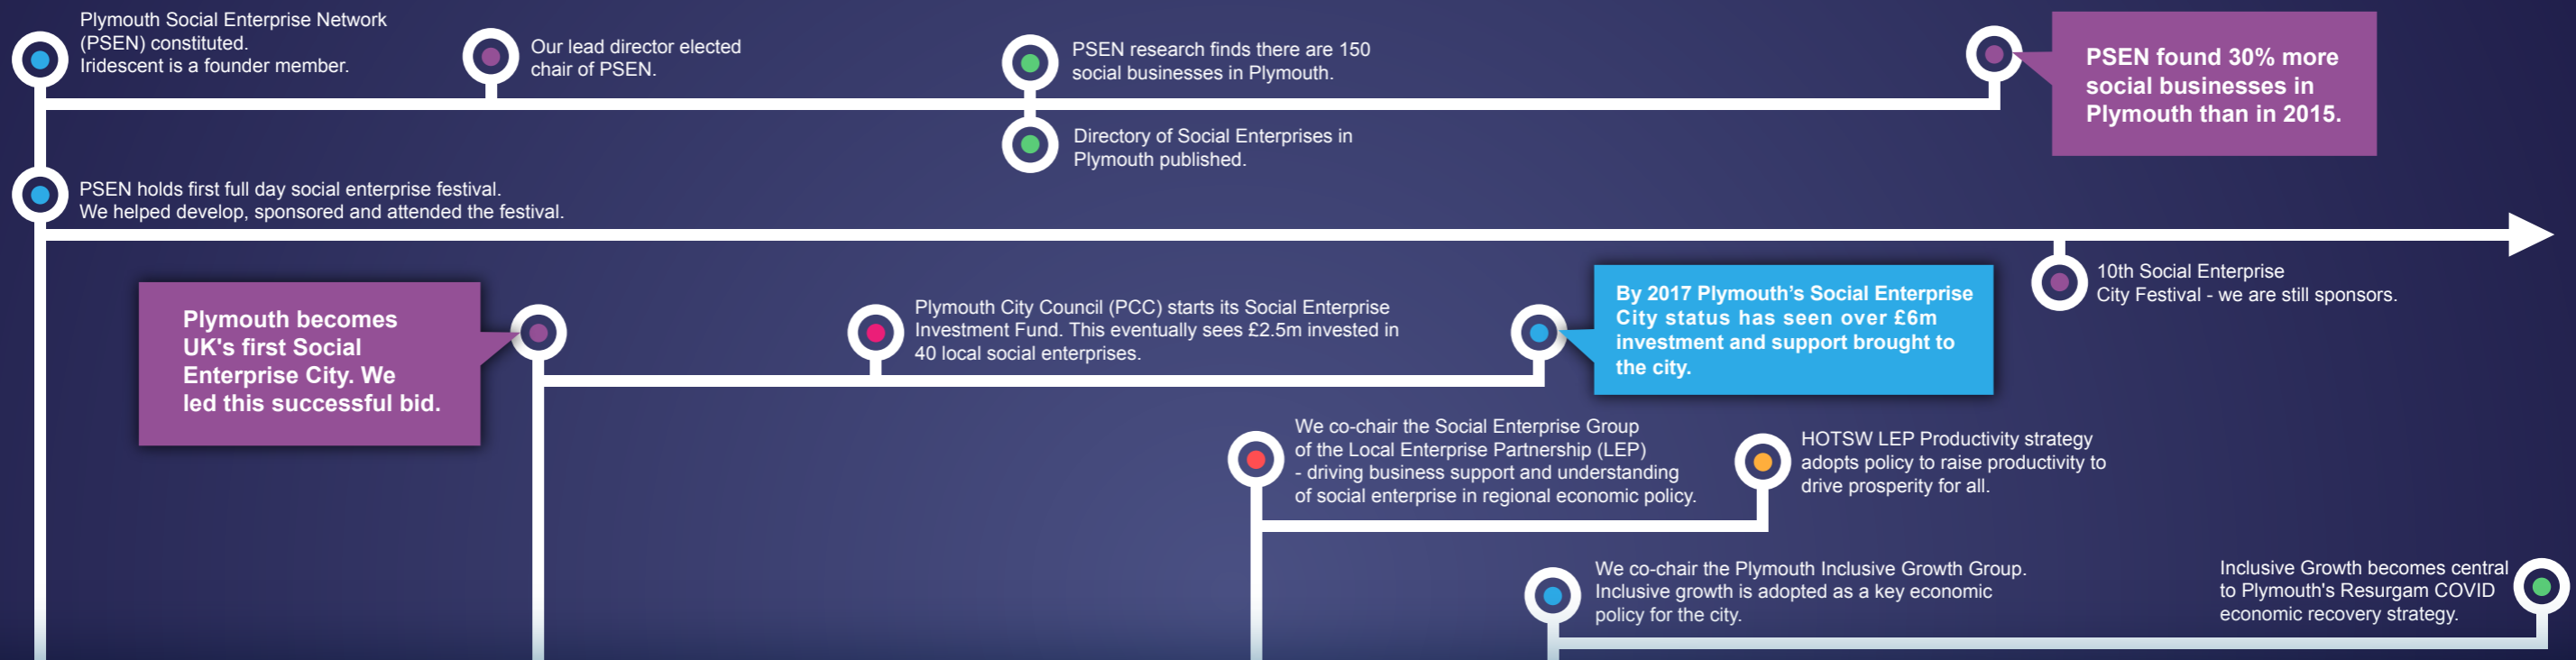 Plymouth Social Enterprise Network
(PSEN) constituted.
Iridescent is a founder member.
Our lead director elected
chair of PSEN.
PSEN research finds there are 150
social businesses in Plymouth.
PSEN found 30% more
social businesses in
Plymouth than in 2015.
Directory of Social Enterprises in
Plymouth published.
PSEN holds first full day social enterprise festival.
We helped develop, sponsored and attended the festival.
10th Social Enterprise
City Festival - we are still sponsors.
Plymouth becomes
UK's first Social
Enterprise City. We
led this successful bid.
Plymouth City Council (PCC) starts its Social Enterprise
Investment Fund. This eventually sees £2.5m invested in
40 local social enterprises.
By 2017 Plymouth’s Social Enterprise
City status has seen over £6m
investment and support brought to
the city.
We co-chair the Social Enterprise Group
of the Local Enterprise Partnership (LEP)
- driving business support and understanding
of social enterprise in regional economic policy.
HOTSW LEP Productivity strategy
adopts policy to raise productivity to
drive prosperity for all.
We co-chair the Plymouth Inclusive Growth Group.
Inclusive growth is adopted as a key economic
policy for the city.
Inclusive Growth becomes central
to Plymouth's Resurgam COVID
economic recovery strategy.